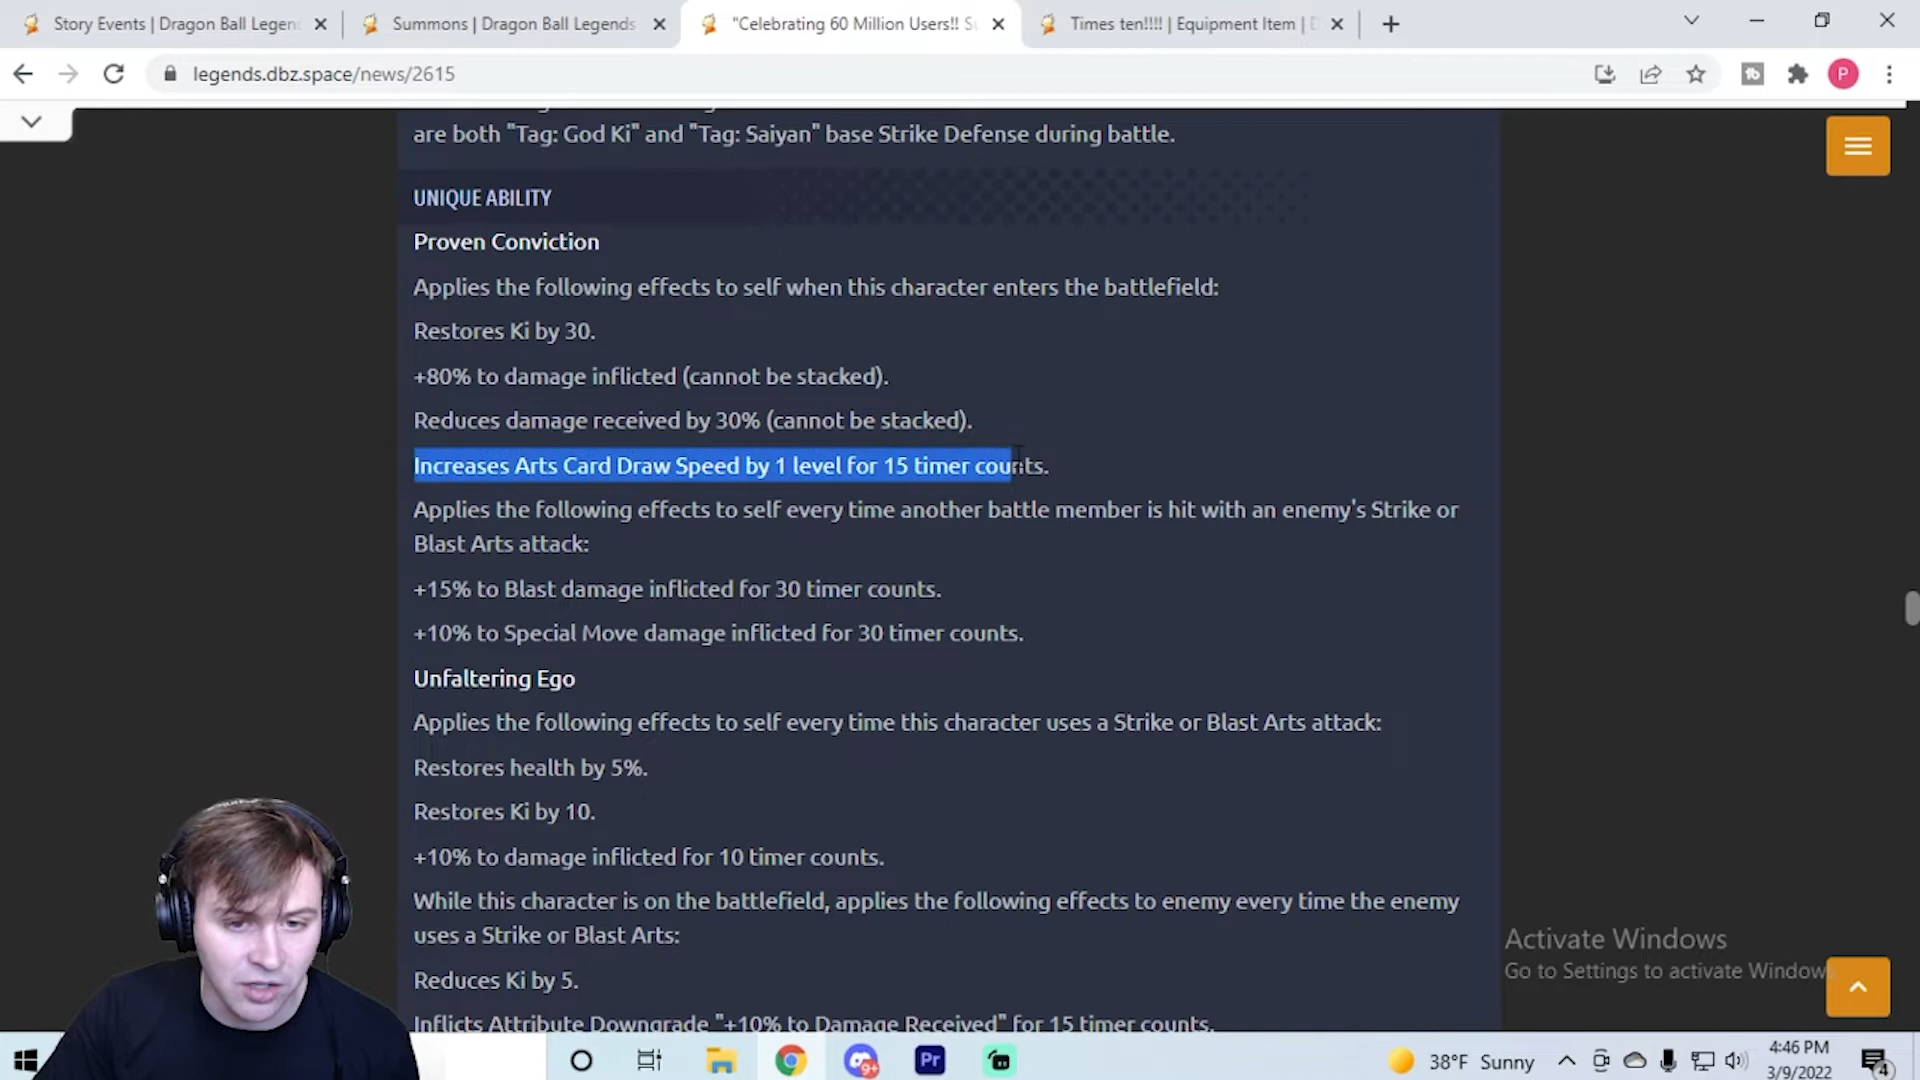 Story Events | Dragon Ball Legen
Summons | Dragon Ball Legends
"Celebrating 60 Million Users!! Su
Times ten!!!! | Equipment Item | D
legends.dbz.space/news/2615
P
are both "Tag: God Ki" and "Tag: Saiyan" base Strike Defense during battle.
UNIQUE ABILITY
Proven Conviction
Applies the following effects to self when this character enters the battlefield:
Restores Ki by 30.
+80% to damage inflicted (cannot be stacked).
Reduces damage received by 30% (cannot be stacked).
Increases Arts Card Draw Speed by 1 level for 15 timer counts.
Applies the following effects to self every time another battle member is hit with an enemy's Strike or
Blast Arts attack:
+15% to Blast damage inflicted for 30 timer counts.
+10% to Special Move damage inflicted for 30 timer counts.
Unfaltering Ego
Applies the following effects to self every time this character uses a Strike or Blast Arts attack:
Restores health by 5%.
Restores Ki by 10.
+10% to damage inflicted for 10 timer counts.
While this character is on the battlefield, applies the following effects to enemy every time the enemy
uses a Strike or Blast Arts:
Reduces Ki by 5.
Inflicts Attribute Downgrade "+10% to Damage Received" for 15 timer counts.
Activate Windows
Go to Settings to activate Window
9+
Pr
38°F Sunny
4:46 PM
3/9/2022
4